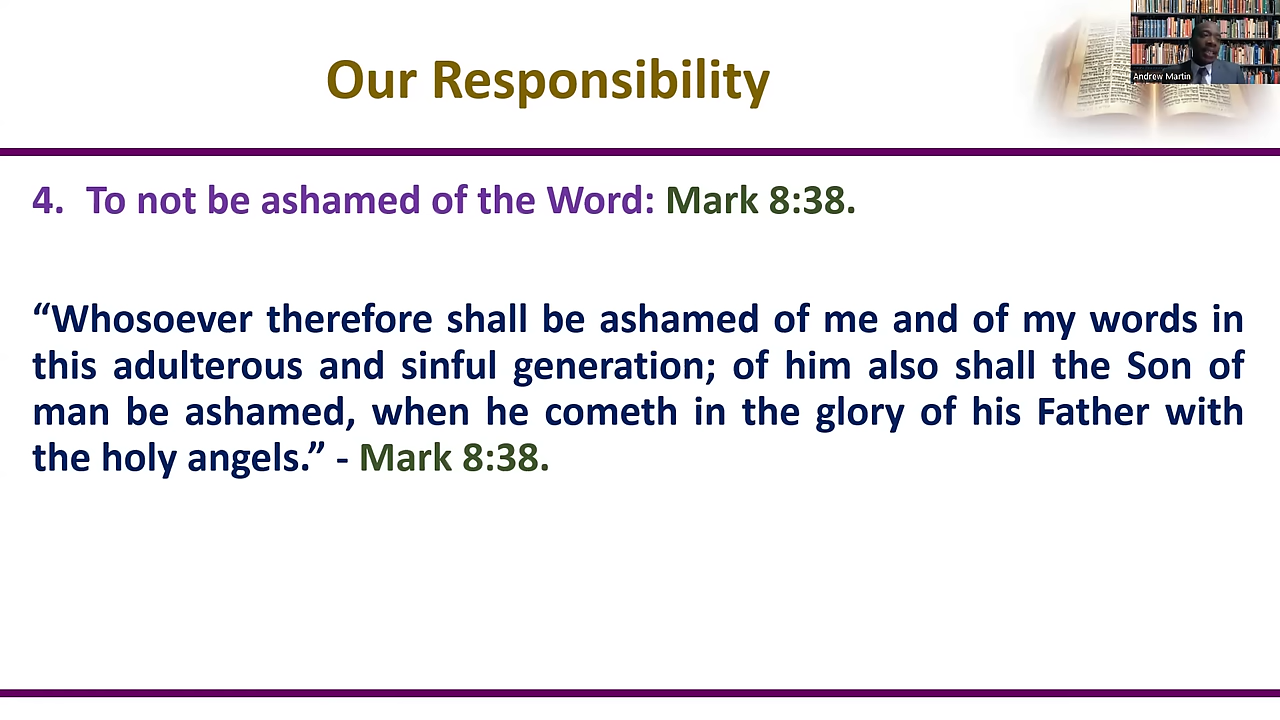 Our Responsibility
Andrew Martin
4. To not be ashamed of the Word: Mark 8:38.
“Whosoever therefore shall be ashamed of me and of my words in
this adulterous and sinful generation; of him also shall the Son of
man be ashamed, when he cometh in the glory of his Father with
the holy angels.” - Mark 8:38.